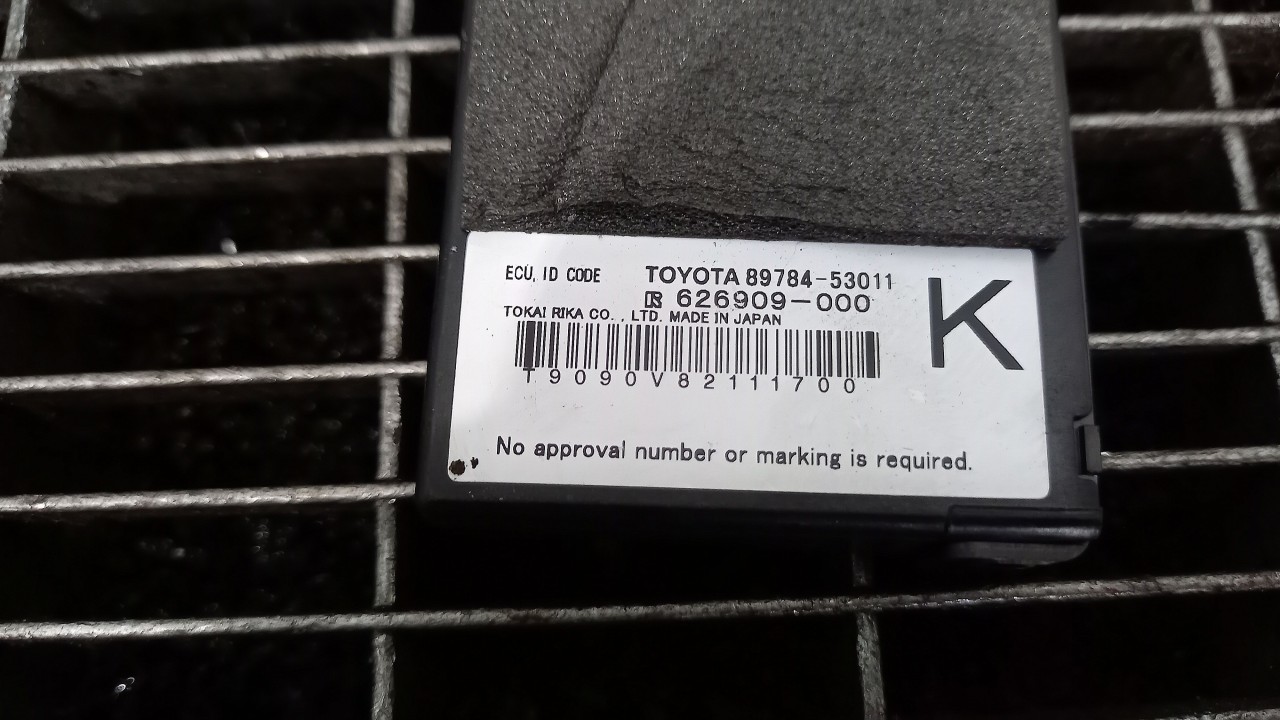 ECU, ID CODE TOYOTA 89784-53011
626909-000
TOKAI RIKA CO., LTD. MADE IN JAPAN
K
T9090V82111700
No approval number or marking is required.